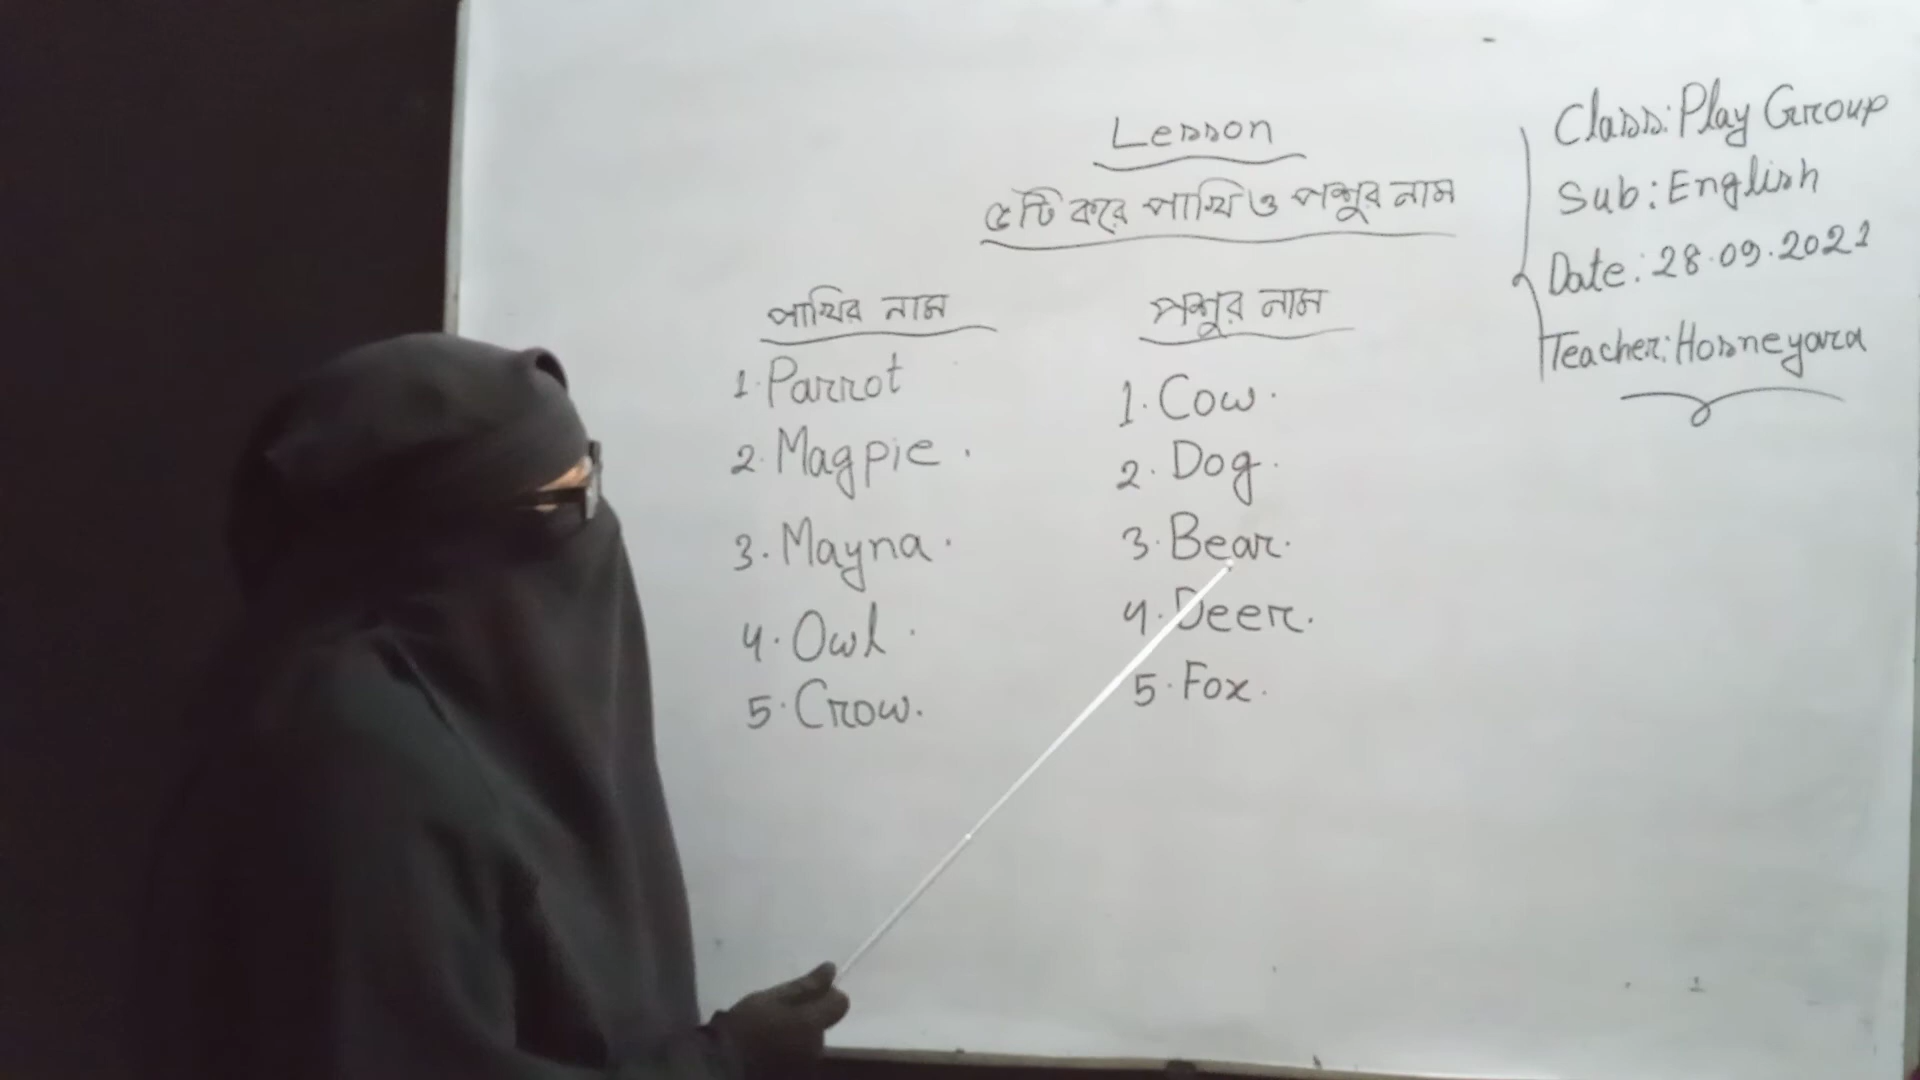 Lesson
৫টি করে পাখি ও পশুর নাম
Class: Play Group
Sub: English
Date: 28.09.2021
Teacher: Hosneyara
পাখির নাম
1. Parrot
2. Magpie.
3. Mayna.
4. Owl.
5. Crow.
পশুর নাম
1. Cow.
2. Dog.
3. Bear.
4. Deer.
5. Fox.